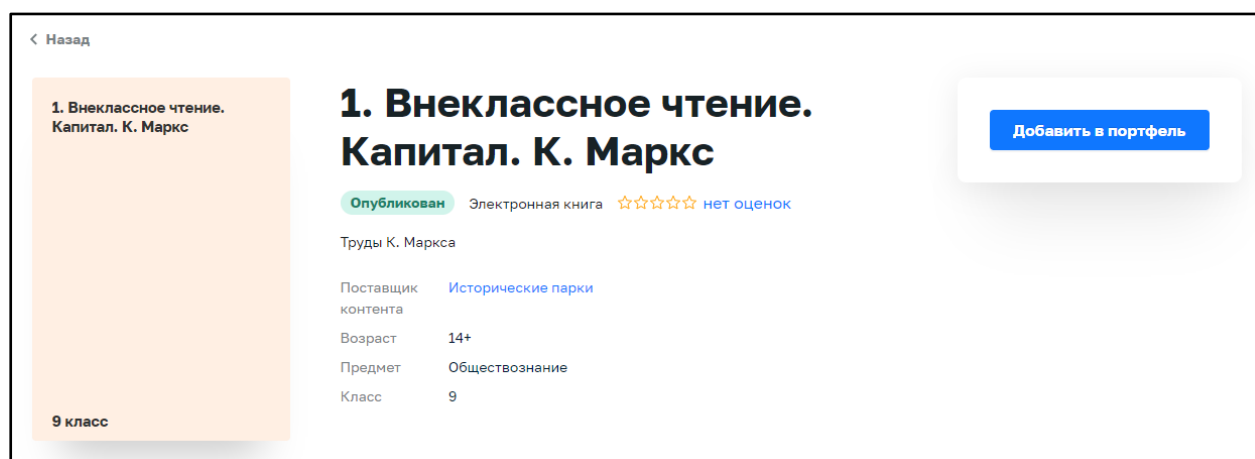 Назад
1. Внеклассное чтение.
Капитал. К. Маркс
9 класс
1. Внеклассное чтение.
Капитал. К. Маркс
Опубликован Электронная книга нет оценок
Труды К. Маркса
Поставщик контента Исторические парки
Возраст 14+
Предмет Обществознание
Класс 9
Добавить в портфель